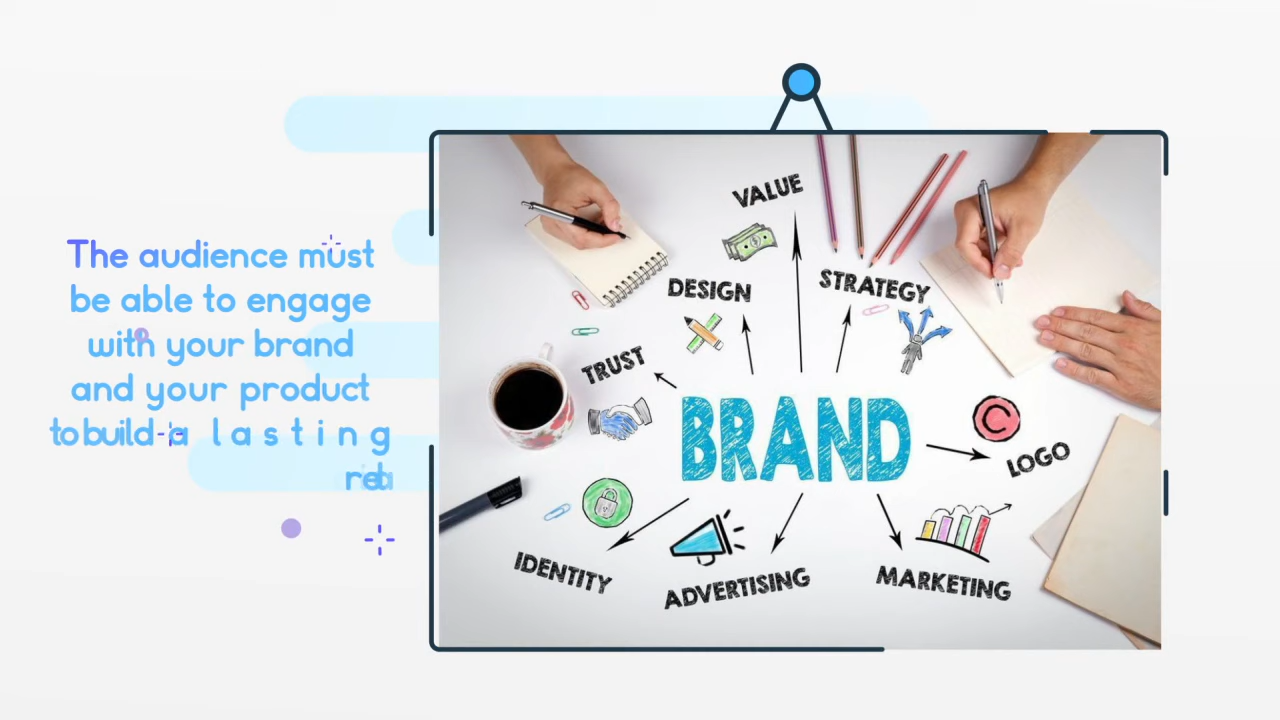 The audience must
be able to engage
with your brand
and your product
to build a lasting
VALUE
DESIGN
STRATEGY
TRUST
BRAND
LOGO
IDENTITY
ADVERTISING
MARKETING